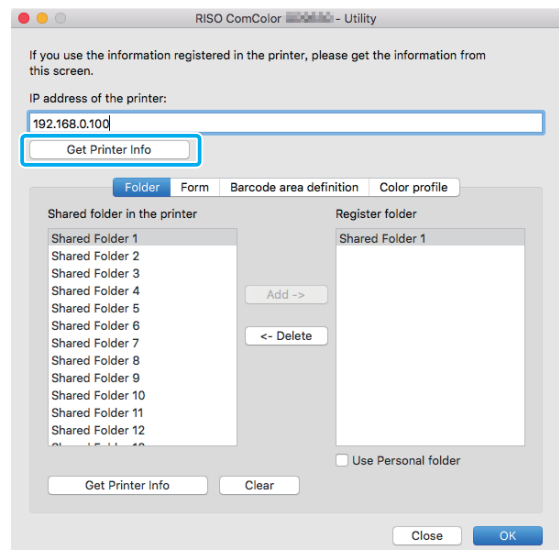 RISO ComColor - Utility
If you use the information registered in the printer, please get the information from
this screen.
IP address of the printer:
192.168.0.100
Get Printer Info
Folder Form Barcode area definition Color profile
Shared folder in the printer Register folder
Shared Folder 1 Shared Folder 1
Shared Folder 2
Shared Folder 3
Shared Folder 4
Add ->
Shared Folder 5
Shared Folder 6
<- Delete
Shared Folder 7
Shared Folder 8
Shared Folder 9
Shared Folder 10
Shared Folder 11
Shared Folder 12
Use Personal folder
Get Printer Info Clear
Close OK